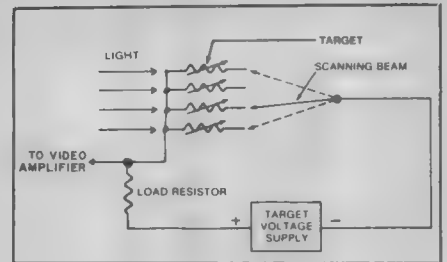 TARGET
LIGHT
SCANNING BEAM
TO VIDEO
AMPLIFIER
LOAD RESISTOR
+
TARGET
VOLTAGE
SUPPLY
−